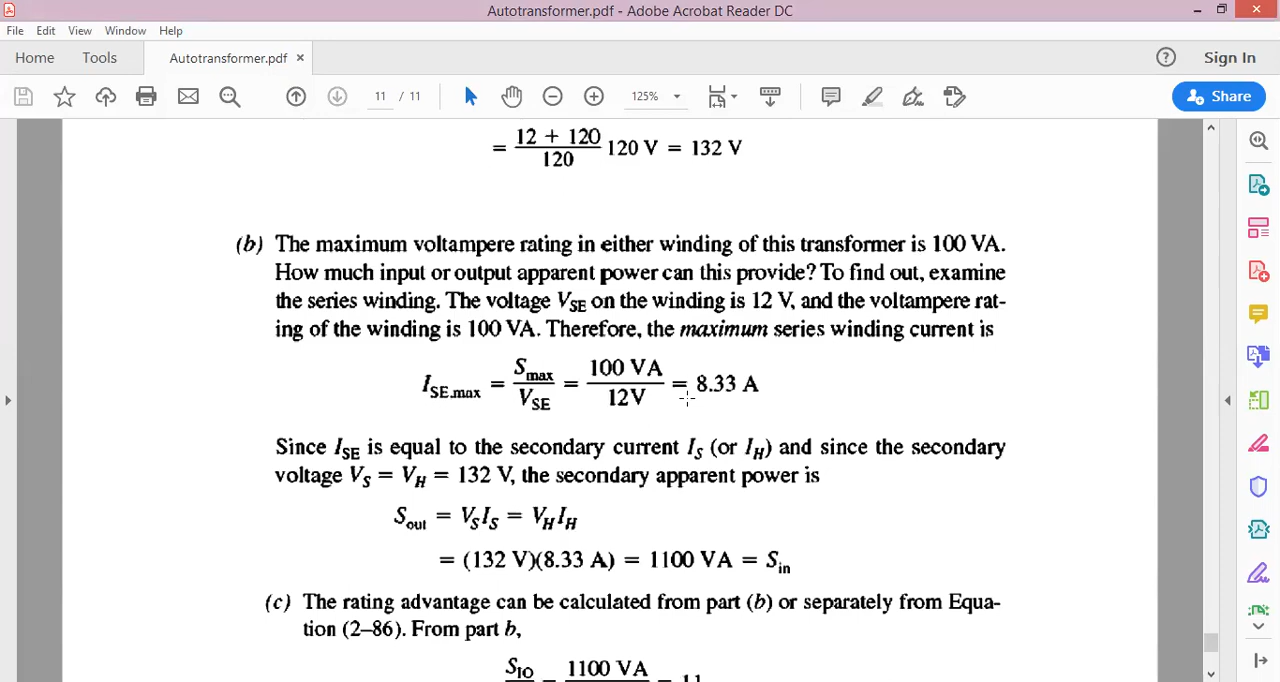 Autotransformer.pdf - Adobe Acrobat Reader DC
File Edit View Window Help
Home Tools Autotransformer.pdf × Sign In
11 / 11 125% Share
= 12 + 120 / 120 120 V = 132 V
(b) The maximum voltampere rating in either winding of this transformer is 100 VA.
How much input or output apparent power can this provide? To find out, examine
the series winding. The voltage V_SE on the winding is 12 V, and the voltampere rat-
ing of the winding is 100 VA. Therefore, the maximum series winding current is
I_SE,max = S_max / V_SE = 100 VA / 12V = 8.33 A
Since I_SE is equal to the secondary current I_S (or I_H) and since the secondary
voltage V_S = V_H = 132 V, the secondary apparent power is
S_out = V_S I_S = V_H I_H
= (132 V)(8.33 A) = 1100 VA = S_in
(c) The rating advantage can be calculated from part (b) or separately from Equa-
tion (2–86). From part b,
S_IO = 1100 VA = 11